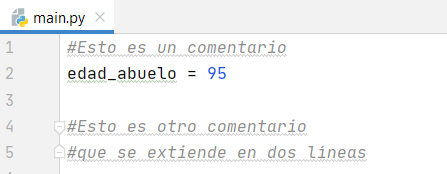 main.py
1 #Esto es un comentario
2 edad_abuelo = 95
3
4 #Esto es otro comentario
5 #que se extiende en dos líneas